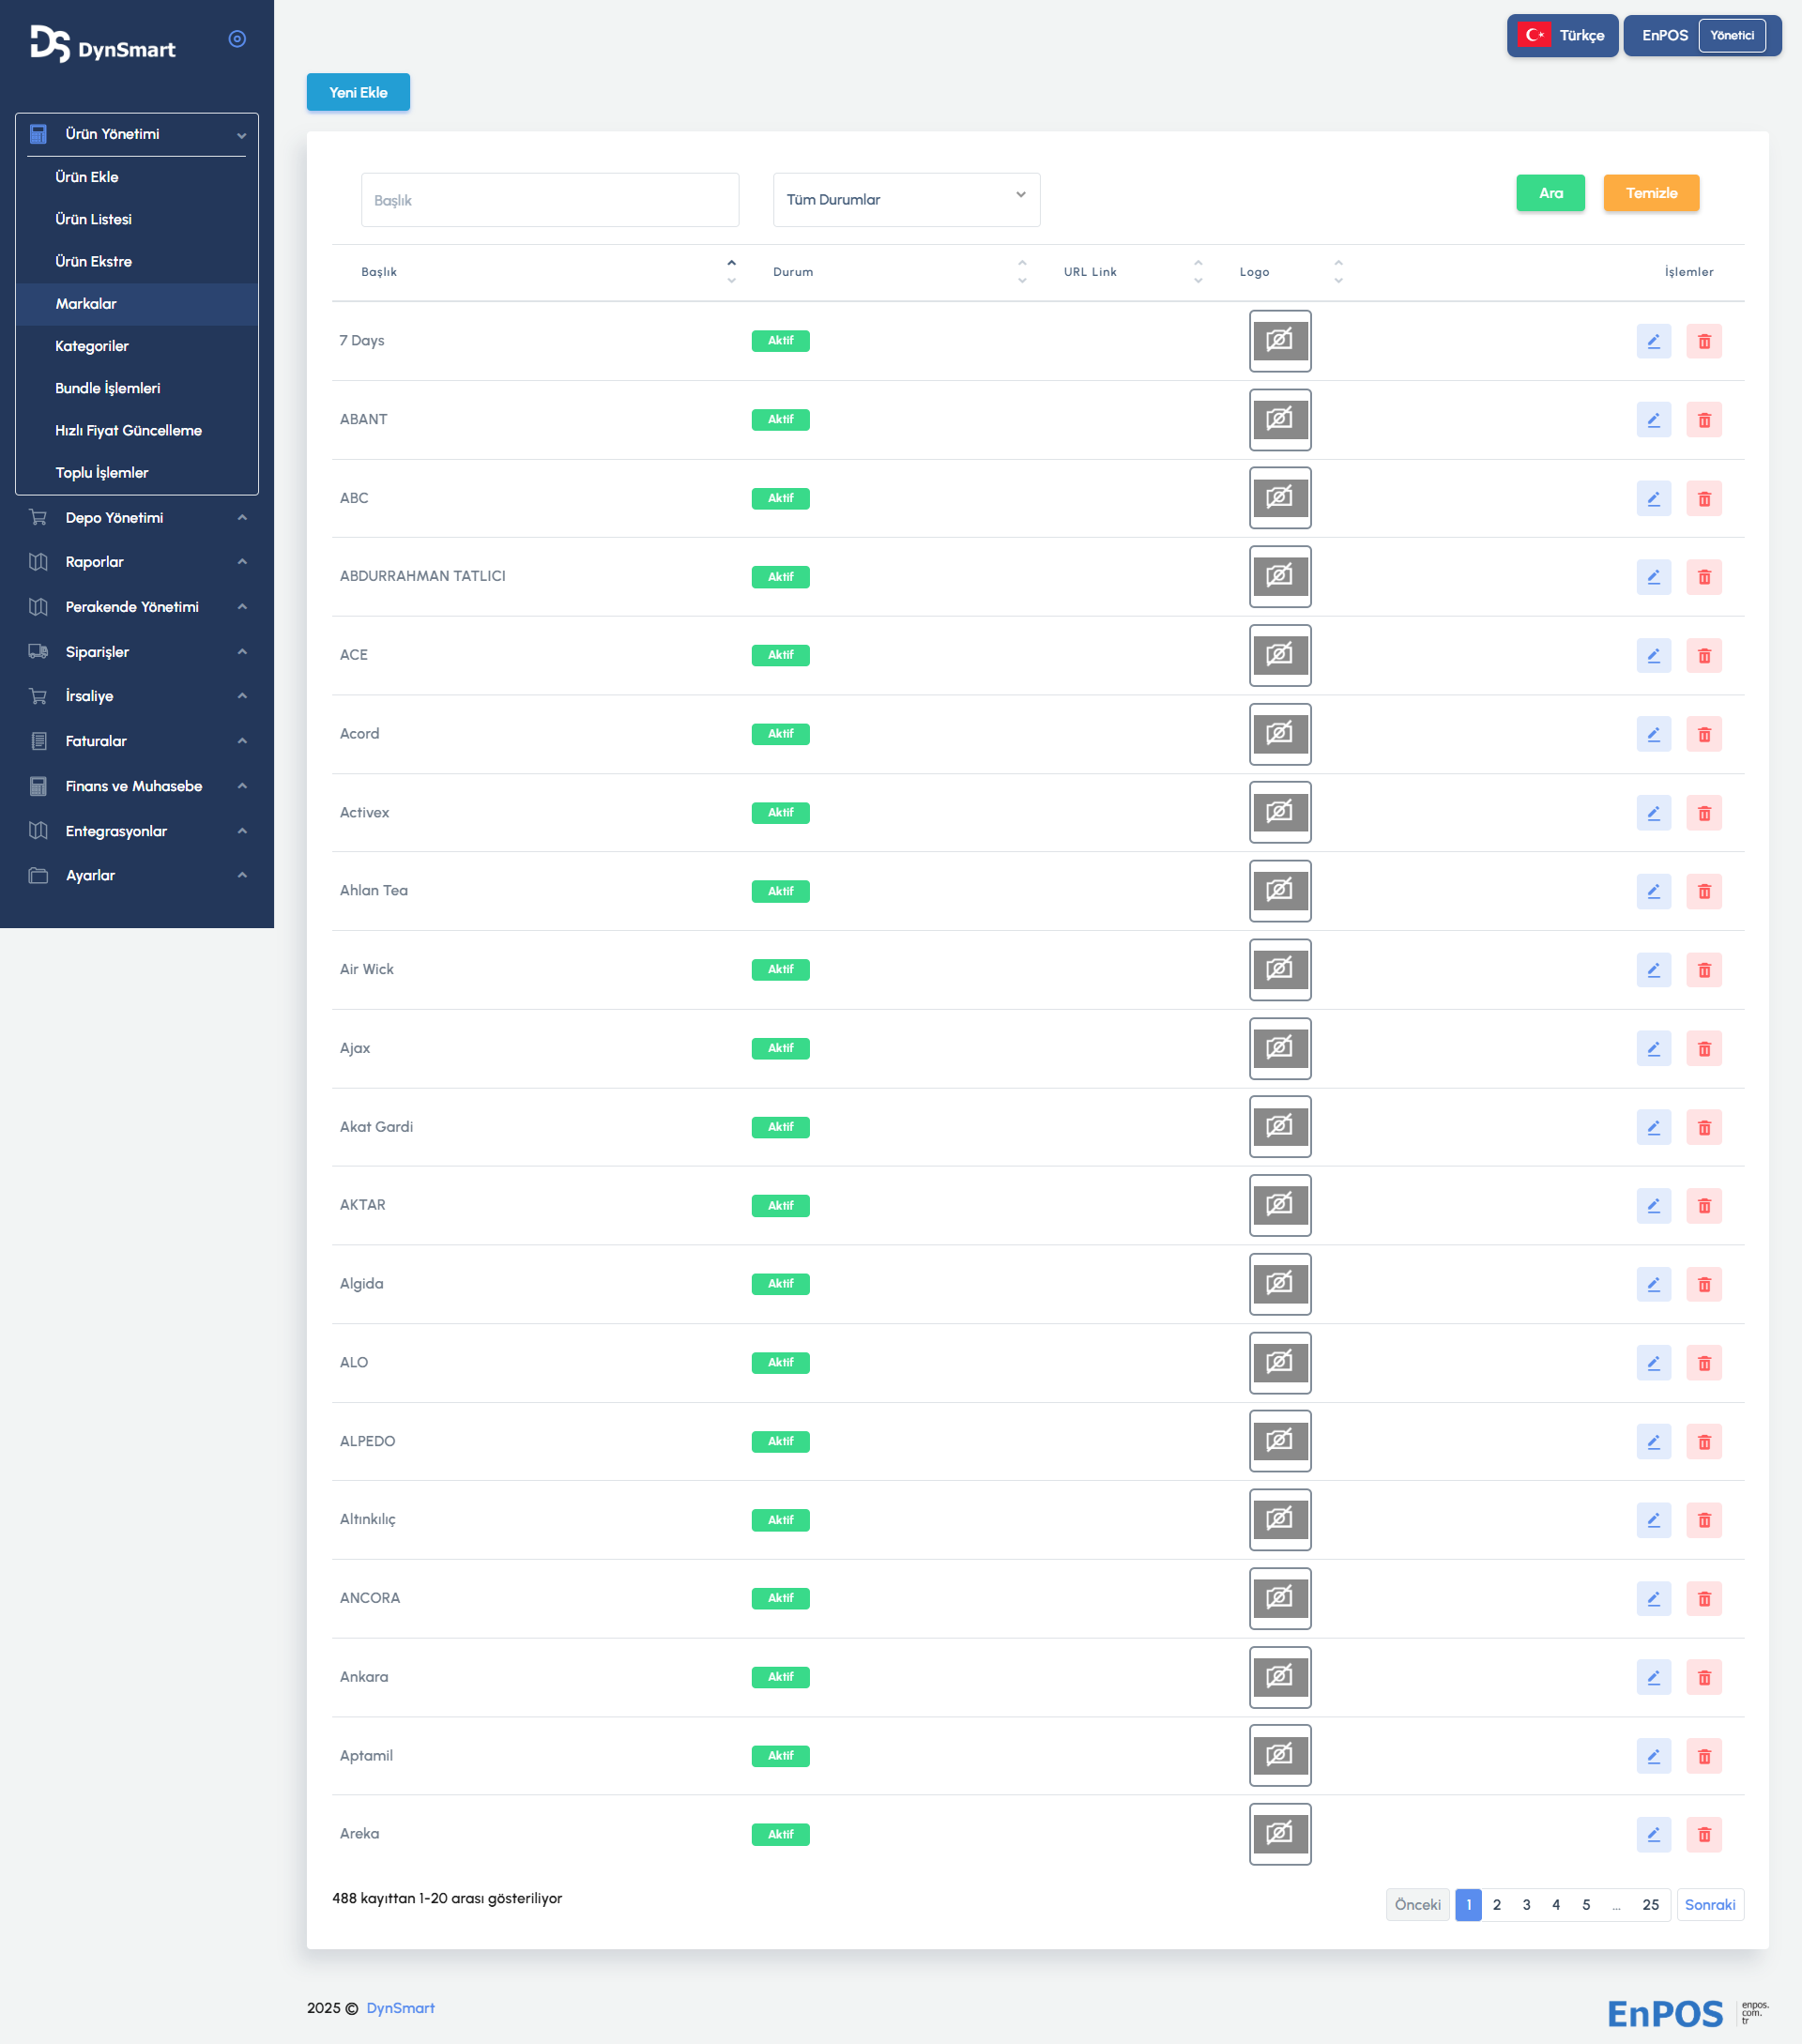 DS DynSmart
Türkçe
EnPOS Yönetici
Yeni Ekle
Ürün Yönetimi
Ürün Ekle
Ürün Listesi
Ürün Ekstre
Markalar
Kategoriler
Bundle İşlemleri
Hızlı Fiyat Güncelleme
Toplu İşlemler
Depo Yönetimi
Raporlar
Perakende Yönetimi
Siparişler
İrsaliye
Faturalar
Finans ve Muhasebe
Entegrasyonlar
Ayarlar
Başlık Tüm Durumlar Ara Temizle
Başlık Durum URL Link Logo İşlemler
7 Days Aktif
ABANT Aktif
ABC Aktif
ABDURRAHMAN TATLICI Aktif
ACE Aktif
Acord Aktif
Activex Aktif
Ahlan Tea Aktif
Air Wick Aktif
Ajax Aktif
Akat Gardi Aktif
AKTAR Aktif
Algida Aktif
ALO Aktif
ALPEDO Aktif
Altınkılıç Aktif
ANCORA Aktif
Ankara Aktif
Aptamil Aktif
Areka Aktif
488 kayıttan 1-20 arası gösteriliyor
Önceki 1 2 3 4 5 ... 25 Sonraki
2025 © DynSmart
EnPOS
enpos.
com.
tr